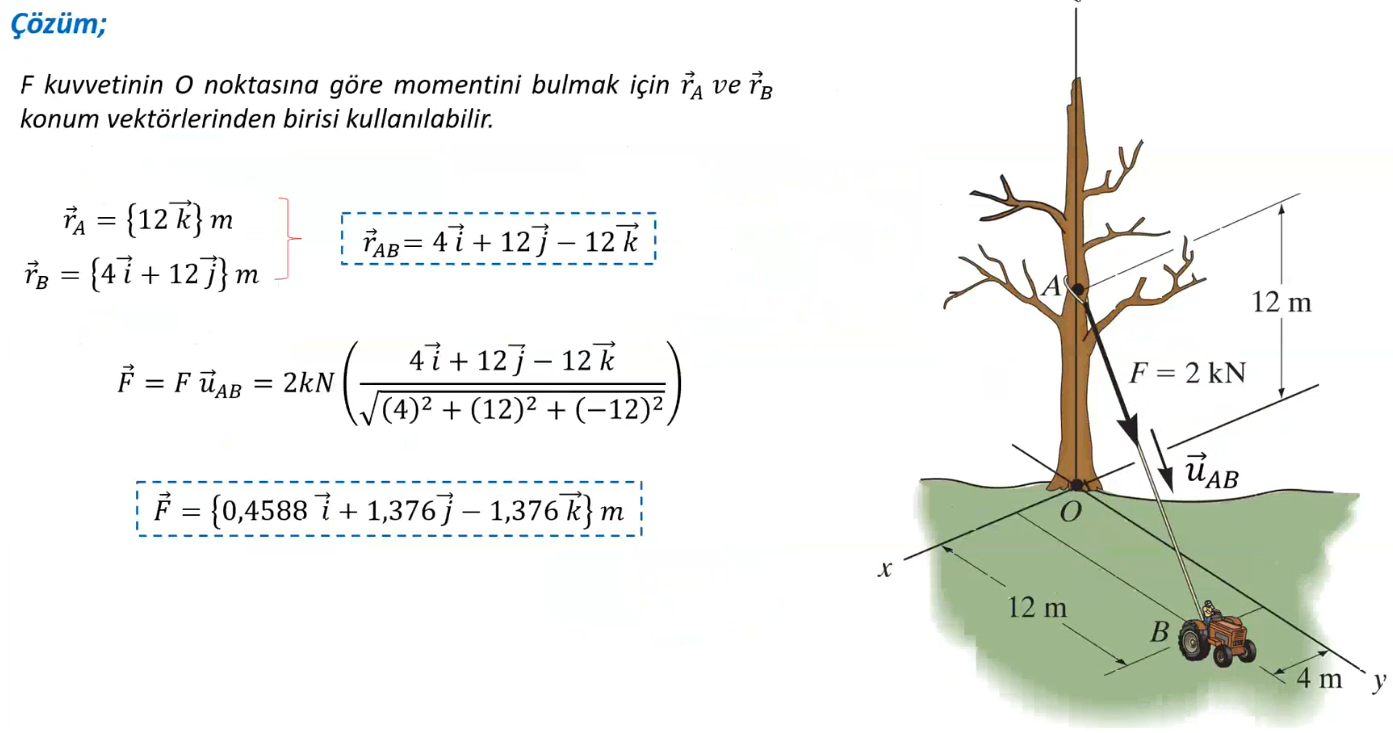 Çözüm;
F kuvvetinin O noktasına göre momentini bulmak için r⃗_A ve r⃗_B
konum vektörlerinden birisi kullanılabilir.
r⃗_A = {12 k⃗} m
r⃗_B = {4 i⃗ + 12 j⃗} m
r⃗_AB = 4 i⃗ + 12 j⃗ − 12 k⃗
F⃗ = F u⃗_AB = 2kN ( (4 i⃗ + 12 j⃗ − 12 k⃗) / √((4)² + (12)² + (−12)²) )
F⃗ = {0,4588 i⃗ + 1,376 j⃗ − 1,376 k⃗} m
A
12 m
F = 2 kN
u⃗_AB
O
x
12 m
B
4 m
y